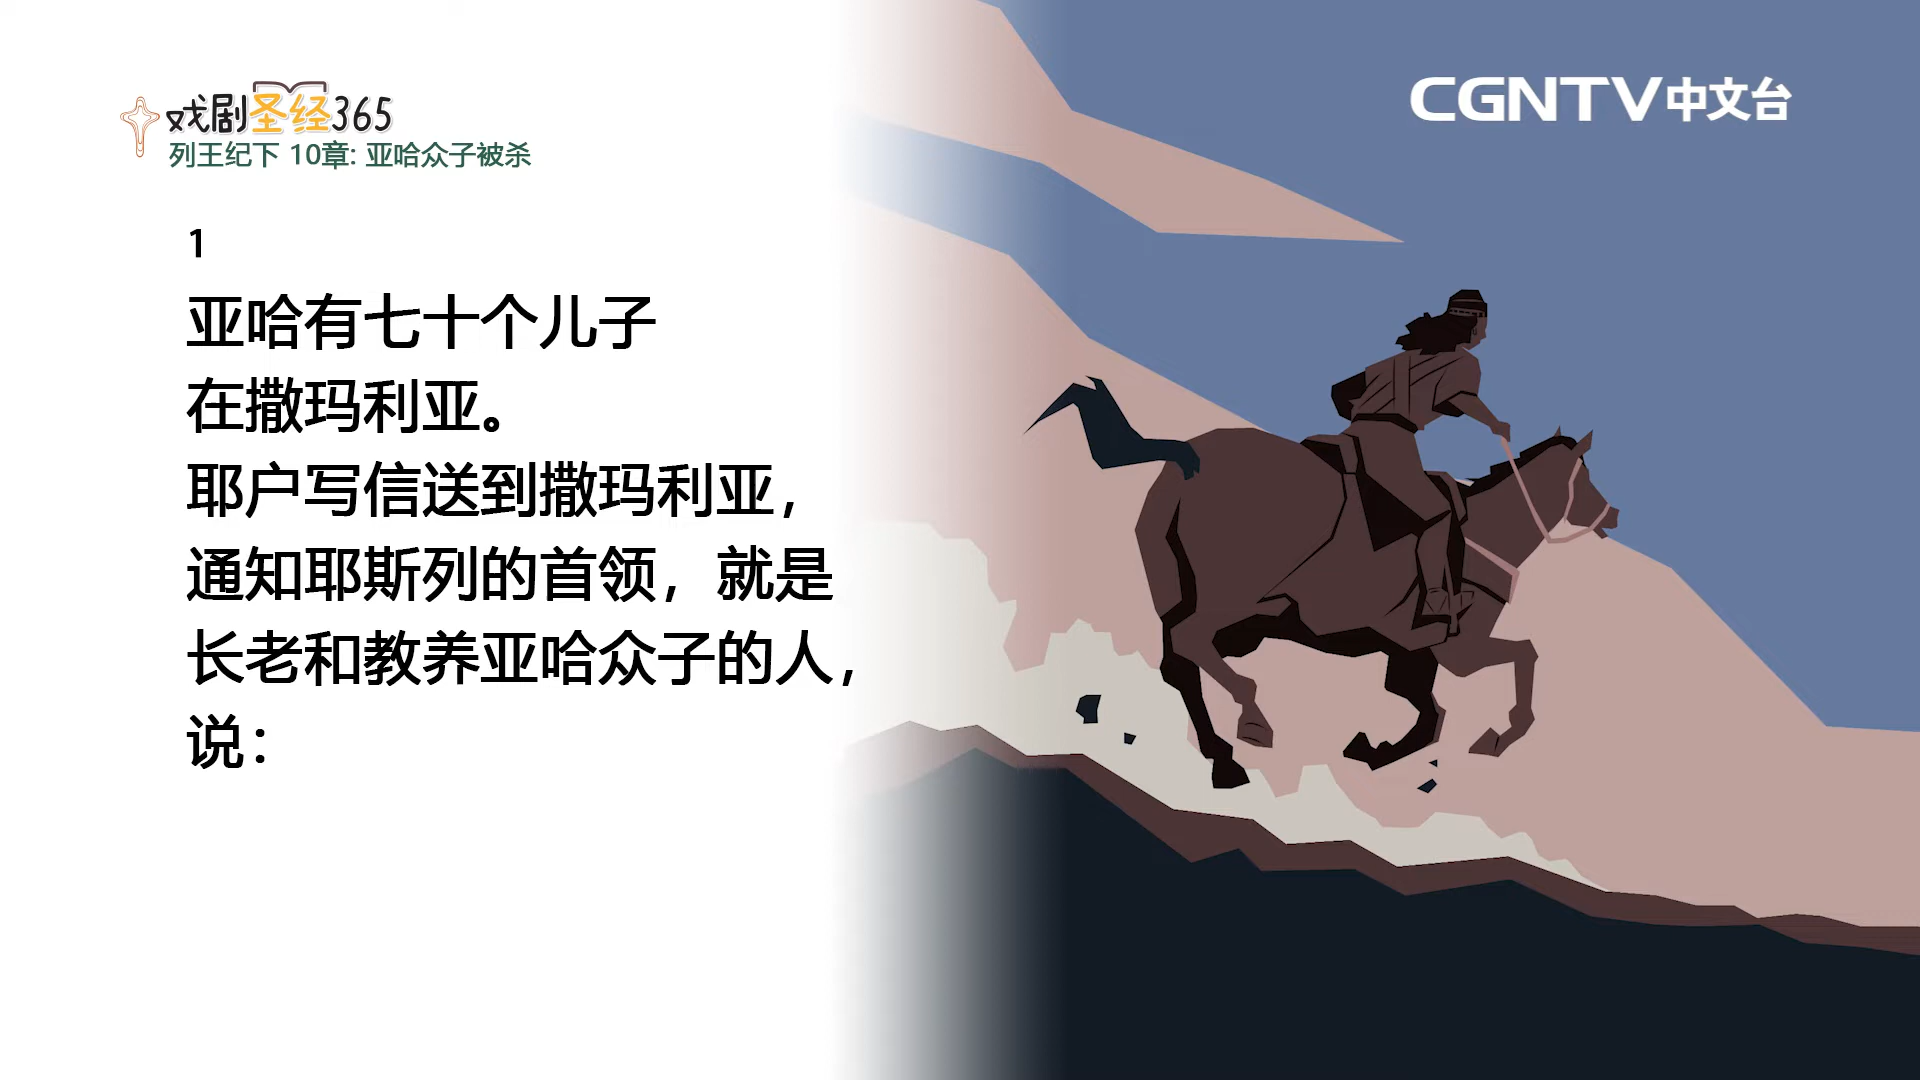 戏剧圣经365
CGNTV中文台
列王纪下 10章: 亚哈众子被杀
1
亚哈有七十个儿子
在撒玛利亚。
耶户写信送到撒玛利亚，
通知耶斯列的首领，就是
长老和教养亚哈众子的人，
说：